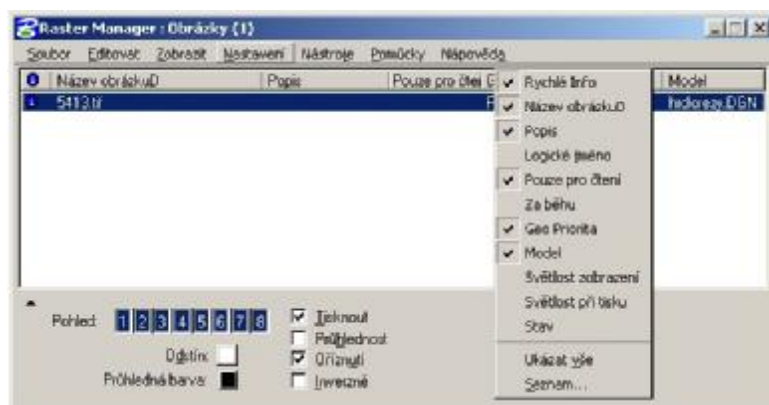 Raster Manager : Obrázky (1)
Soubor Editovat Zobrazit Nastavení Nástroje Pomůcky Nápověda
Název obrázkuD Popis Pouze pro čtei G Model
5413.tif F hidorezy.DGN
Rychlé Info
Název obrázkuD
Popis
Logické jméno
Pouze pro čtení
Za běhu
Geo Priorita
Model
Světlost zobrazení
Světlost při tisku
Stav
Ukázat vše
Seznam...
Pohled: 1 2 3 4 5 6 7 8
Odstín:
Průhledná barva:
Tisknout
Průhlednost
Oříznutí
Inverzně